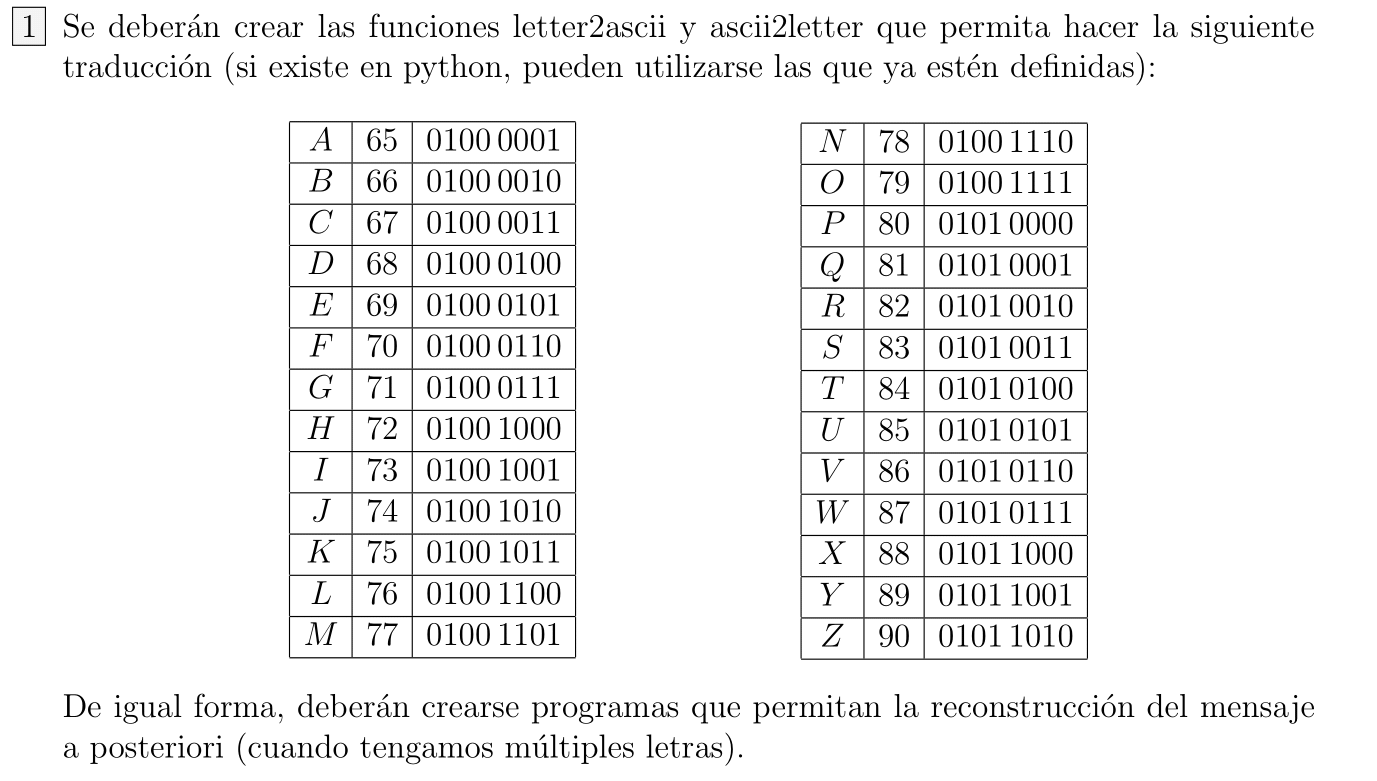 1 Se deberán crear las funciones letter2ascii y ascii2letter que permita hacer la siguiente
traducción (si existe en python, pueden utilizarse las que ya estén definidas):
A 65 0100 0001
B 66 0100 0010
C 67 0100 0011
D 68 0100 0100
E 69 0100 0101
F 70 0100 0110
G 71 0100 0111
H 72 0100 1000
I 73 0100 1001
J 74 0100 1010
K 75 0100 1011
L 76 0100 1100
M 77 0100 1101
N 78 0100 1110
O 79 0100 1111
P 80 0101 0000
Q 81 0101 0001
R 82 0101 0010
S 83 0101 0011
T 84 0101 0100
U 85 0101 0101
V 86 0101 0110
W 87 0101 0111
X 88 0101 1000
Y 89 0101 1001
Z 90 0101 1010
De igual forma, deberán crearse programas que permitan la reconstrucción del mensaje
a posteriori (cuando tengamos múltiples letras).